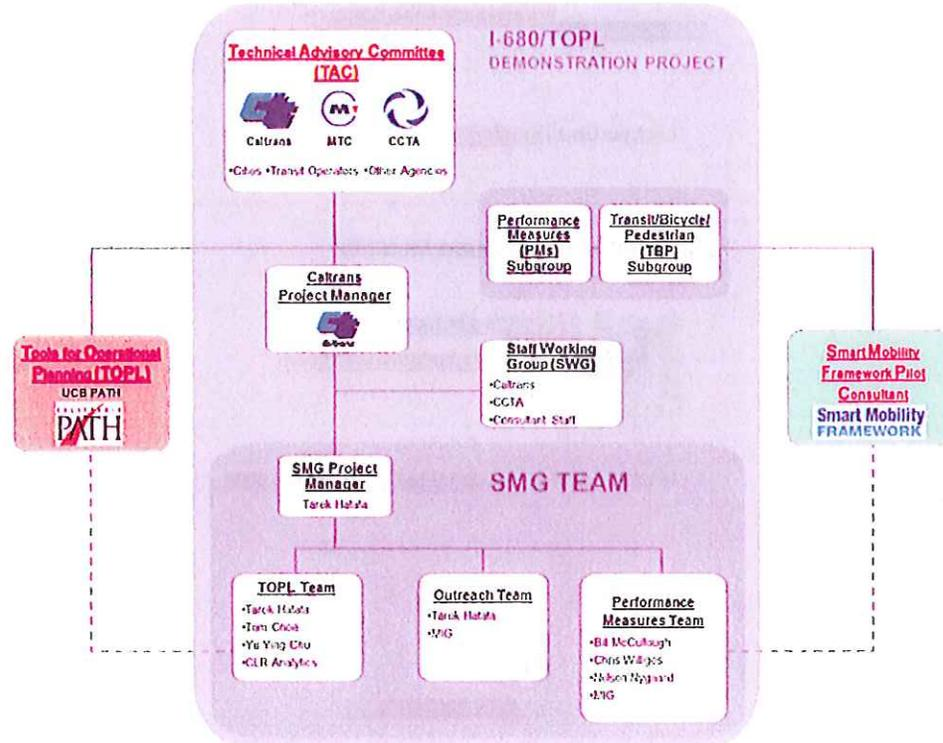 I-680/TOPL
DEMONSTRATION PROJECT
Technical Advisory Committee
(TAC)
Caltrans
MTC
CCTA
•Cities •Transit Operators •Other Agencies
Performance
Measures
(PMs)
Subgroup
Transit/Bicycle/
Pedestrian
(TBP)
Subgroup
Caltrans
Project Manager
Tools for Operational
Planning (TOPL)
UCB PATH
CALIFORNIA
PATH
Staff Working
Group (SWG)
•Caltrans
•CCTA
•Consultant Staff
Smart Mobility
Framework Pilot
Consultant
Smart Mobility
FRAMEWORK
SMG Project
Manager
Tarek Hatata
SMG TEAM
TOPL Team
•Tarek Hatata
•Tom Choe
•Yu Ying Chu
•CLR Analytics
Outreach Team
•Tarek Hatata
•MIG
Performance
Measures Team
•Bill McCullough
•Chris Williges
•Nelson Nygaard
•MIG